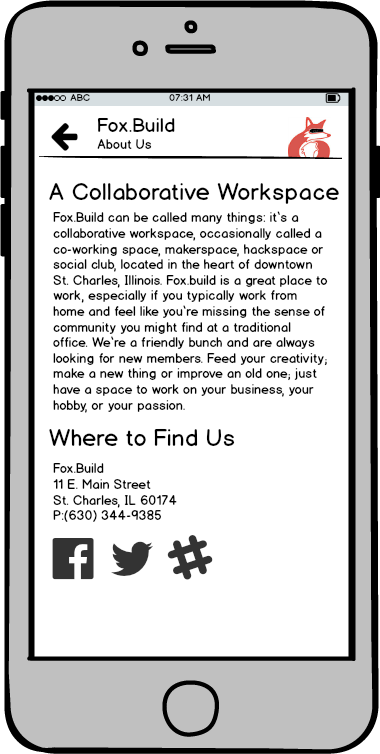 ABC 07:31 AM
Fox.Build
About Us
A Collaborative Workspace
Fox.Build can be called many things: it`s a
collaborative workspace, occasionally called a
co-working space, makerspace, hackspace or
social club, located in the heart of downtown
St. Charles, Illinois. Fox.build is a great place to
work, especially if you typically work from
home and feel like you`re missing the sense of
community you might find at a traditional
office. We`re a friendly bunch and are always
looking for new members. Feed your creativity;
make a new thing or improve an old one; just
have a space to work on your business, your
hobby, or your passion.
Where to Find Us
Fox.Build
11 E. Main Street
St. Charles, IL 60174
P:(630) 344-9385